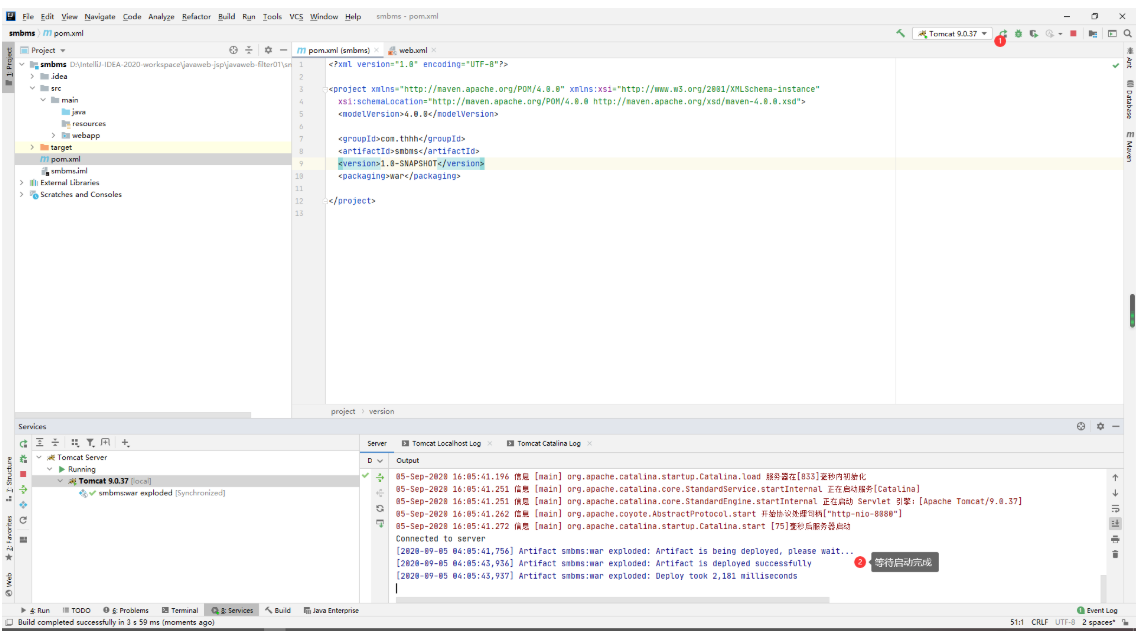 File Edit View Navigate Code Analyze Refactor Build Run Tools VCS Window Help smbms - pom.xml
smbms pom.xml Tomcat 9.0.37
1
Project
pom.xml (smbms) web.xml
smbms D:\IntelliJ-IDEA-2020-workspace\javaweb-jsp\javaweb-filter01\sm
.idea
src
main
java
resources
webapp
target
pom.xml
smbms.iml
External Libraries
Scratches and Consoles
1 <?xml version="1.0" encoding="UTF-8"?>
2
3 <project xmlns="http://maven.apache.org/POM/4.0.0" xmlns:xsi="http://www.w3.org/2001/XMLSchema-instance"
4 xsi:schemaLocation="http://maven.apache.org/POM/4.0.0 http://maven.apache.org/xsd/maven-4.0.0.xsd">
5 <modelVersion>4.0.0</modelVersion>
6
7 <groupId>com.thhh</groupId>
8 <artifactId>smbms</artifactId>
9 <version>1.0-SNAPSHOT</version>
10 <packaging>war</packaging>
11
12 </project>
13
project version
1: Project
Z: Structure
2: Favorites
Web
Ant
Database
Maven
Services
Tomcat Server
Running
Tomcat 9.0.37 [local]
smbms:war exploded [Synchronized]
Server Tomcat Localhost Log Tomcat Catalina Log
D Output
05-Sep-2020 16:05:41.196 信息 [main] org.apache.catalina.startup.Catalina.load 服务器在[833]毫秒内初始化
05-Sep-2020 16:05:41.251 信息 [main] org.apache.catalina.core.StandardService.startInternal 正在启动服务[Catalina]
05-Sep-2020 16:05:41.251 信息 [main] org.apache.catalina.core.StandardEngine.startInternal 正在启动 Servlet 引擎：[Apache Tomcat/9.0.37]
05-Sep-2020 16:05:41.262 信息 [main] org.apache.coyote.AbstractProtocol.start 开始协议处理句柄["http-nio-8080"]
05-Sep-2020 16:05:41.272 信息 [main] org.apache.catalina.startup.Catalina.start [75]毫秒后服务器启动
Connected to server
[2020-09-05 04:05:41,756] Artifact smbms:war exploded: Artifact is being deployed, please wait...
[2020-09-05 04:05:43,936] Artifact smbms:war exploded: Artifact is deployed successfully
[2020-09-05 04:05:43,937] Artifact smbms:war exploded: Deploy took 2,181 milliseconds
2 等待启动完成
4: Run TODO 6: Problems Terminal 8: Services Build Java Enterprise Event Log
Build completed successfully in 3 s 59 ms (moments ago) 51:1 CRLF UTF-8 2 spaces*